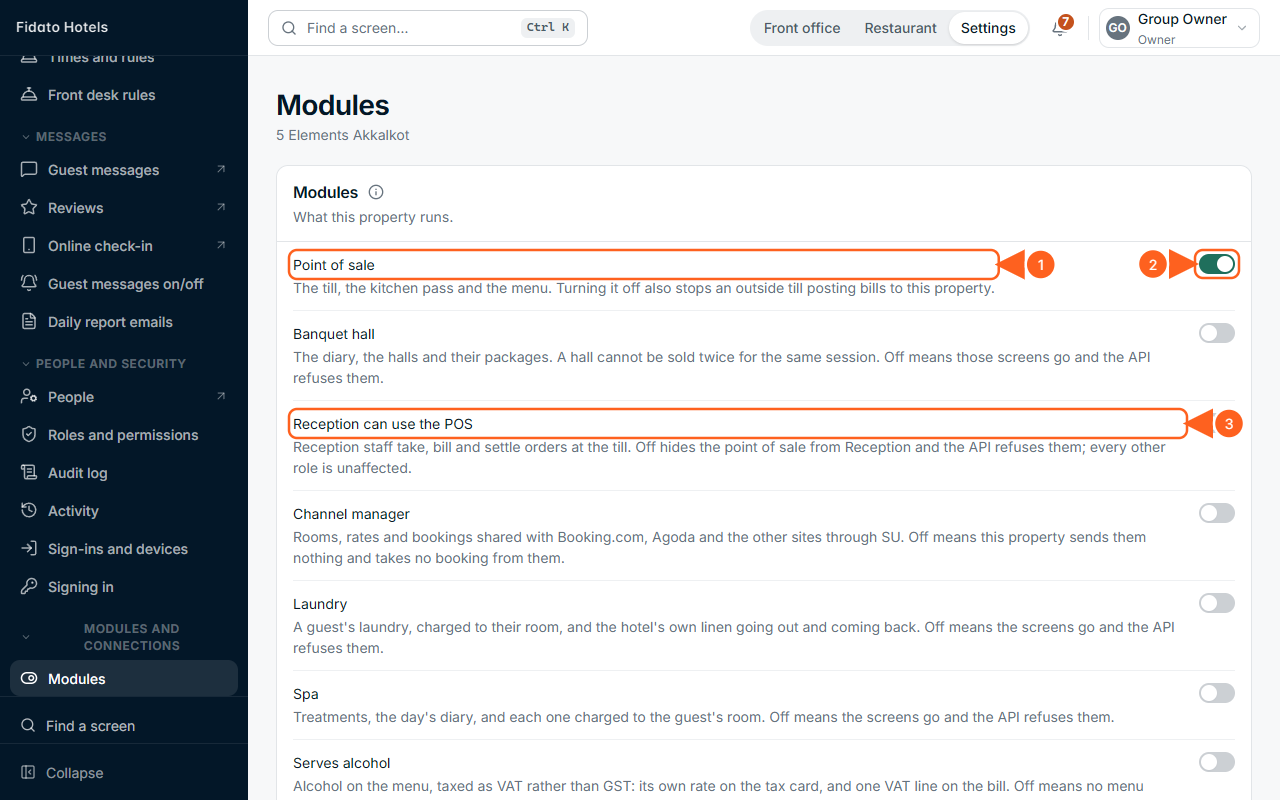 Fidato Hotels
Find a screen...
Ctrl K
Front office
Restaurant
Settings
7
GO
Group Owner
Owner
Times and rules
Front desk rules
MESSAGES
Guest messages
Reviews
Online check-in
Guest messages on/off
Daily report emails
PEOPLE AND SECURITY
People
Roles and permissions
Audit log
Activity
Sign-ins and devices
Signing in
MODULES AND
CONNECTIONS
Modules
Find a screen
Collapse
Modules
5 Elements Akkalkot
Modules
What this property runs.
Point of sale
1
2
The till, the kitchen pass and the menu. Turning it off also stops an outside till posting bills to this property.
Banquet hall
The diary, the halls and their packages. A hall cannot be sold twice for the same session. Off means those screens go and the API
refuses them.
Reception can use the POS
3
Reception staff take, bill and settle orders at the till. Off hides the point of sale from Reception and the API refuses them; every other
role is unaffected.
Channel manager
Rooms, rates and bookings shared with Booking.com, Agoda and the other sites through SU. Off means this property sends them
nothing and takes no booking from them.
Laundry
A guest's laundry, charged to their room, and the hotel's own linen going out and coming back. Off means the screens go and the API
refuses them.
Spa
Treatments, the day's diary, and each one charged to the guest's room. Off means the screens go and the API refuses them.
Serves alcohol
Alcohol on the menu, taxed as VAT rather than GST: its own rate on the tax card, and one VAT line on the bill. Off means no menu